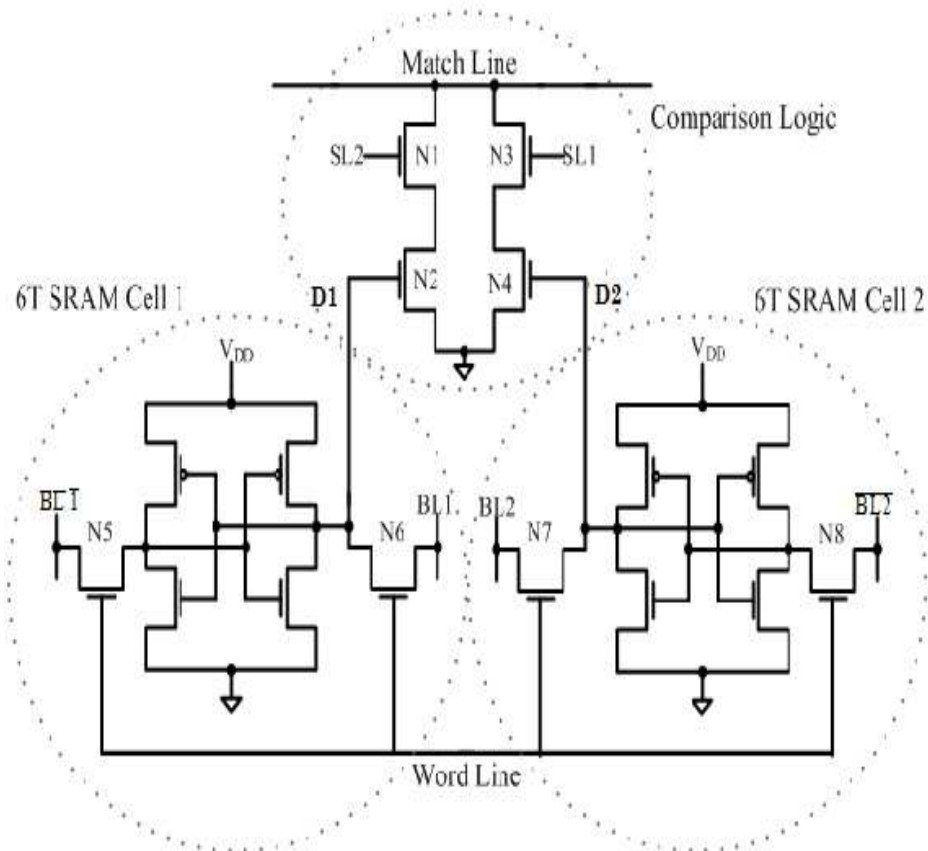 Match Line
Comparison Logic
SL2
N1
N3
SL1
N2
N4
D1
D2
6T SRAM Cell 1
6T SRAM Cell 2
VDD
VDD
BL1
N5
N6
BL1
BL2
N7
N8
BL2
Word Line